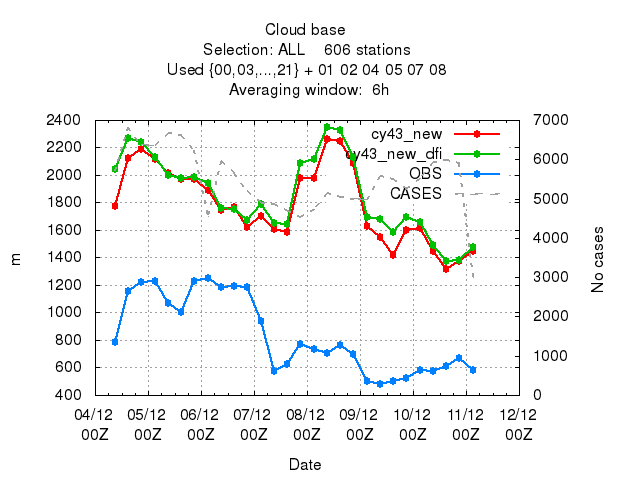 Cloud base
Selection: ALL    606 stations
Used {00,03,...,21} + 01 02 04 05 07 08
Averaging window:  6h
2400
2200
2000
1800
1600
1400
1200
1000
800
600
400
m
7000
6000
5000
4000
3000
2000
1000
0
No cases
cy43_new
cy43_new_dfi
OBS
CASES
04/12 05/12 06/12 07/12 08/12 09/12 10/12 11/12 12/12
00Z 00Z 00Z 00Z 00Z 00Z 00Z 00Z 00Z
Date